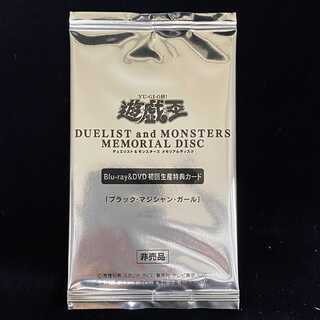 YU-GI-OH!
遊戯王
DUELIST and MONSTERS
MEMORIAL DISC
デュエリスト&モンスターズ メモリアルディスク
Blu-ray&DVD 初回生産特典カード
「ブラック・マジシャン・ガール」
非売品